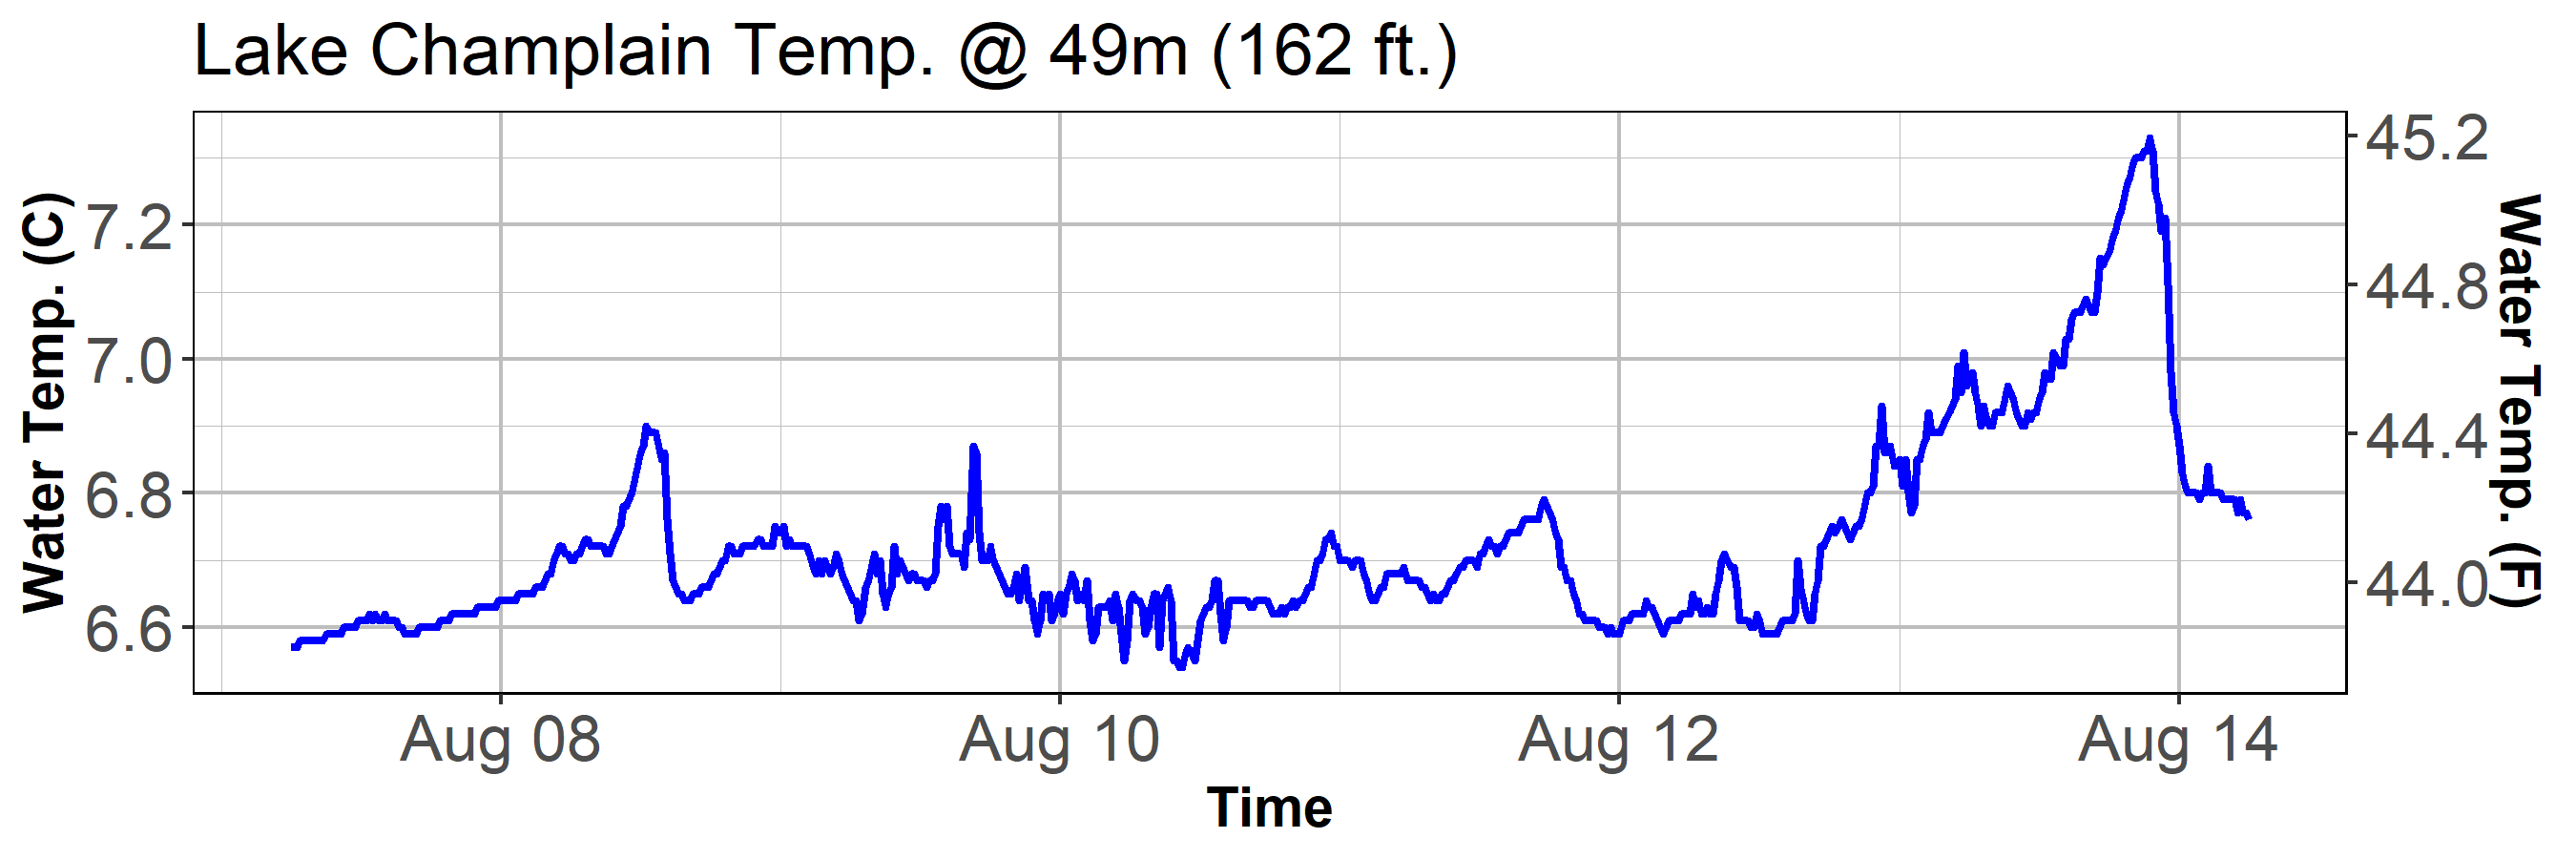 Lake Champlain Temp. @ 49m (162 ft.)
Water Temp. (C)
7.2
7.0
6.8
6.6
45.2
44.8
44.4
44.0
Water Temp. (F)
Aug 08 Aug 10 Aug 12 Aug 14
Time